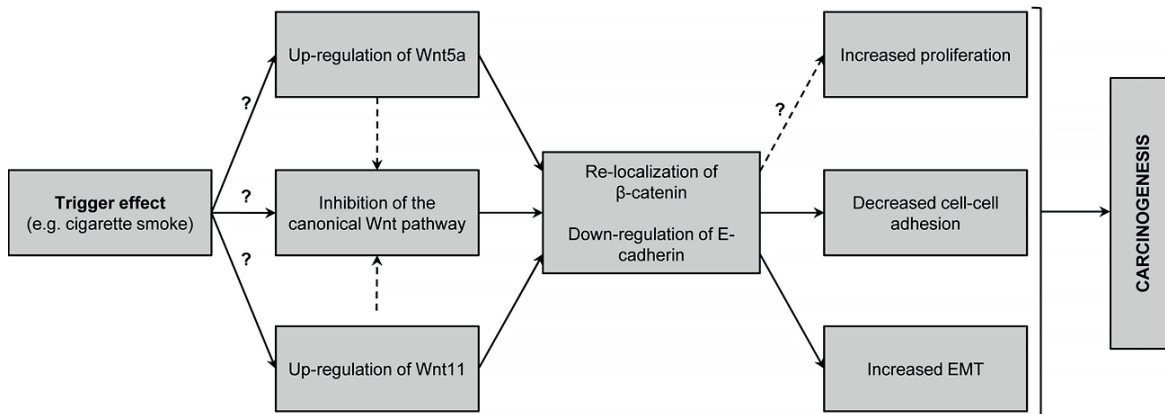 Up-regulation of Wnt5a
Increased proliferation
?
?
Trigger effect
(e.g. cigarette smoke)
?
Inhibition of the
canonical Wnt pathway
Re-localization of
β-catenin
Down-regulation of E-
cadherin
Decreased cell-cell
adhesion
?
Up-regulation of Wnt11
Increased EMT
CARCINOGENESIS